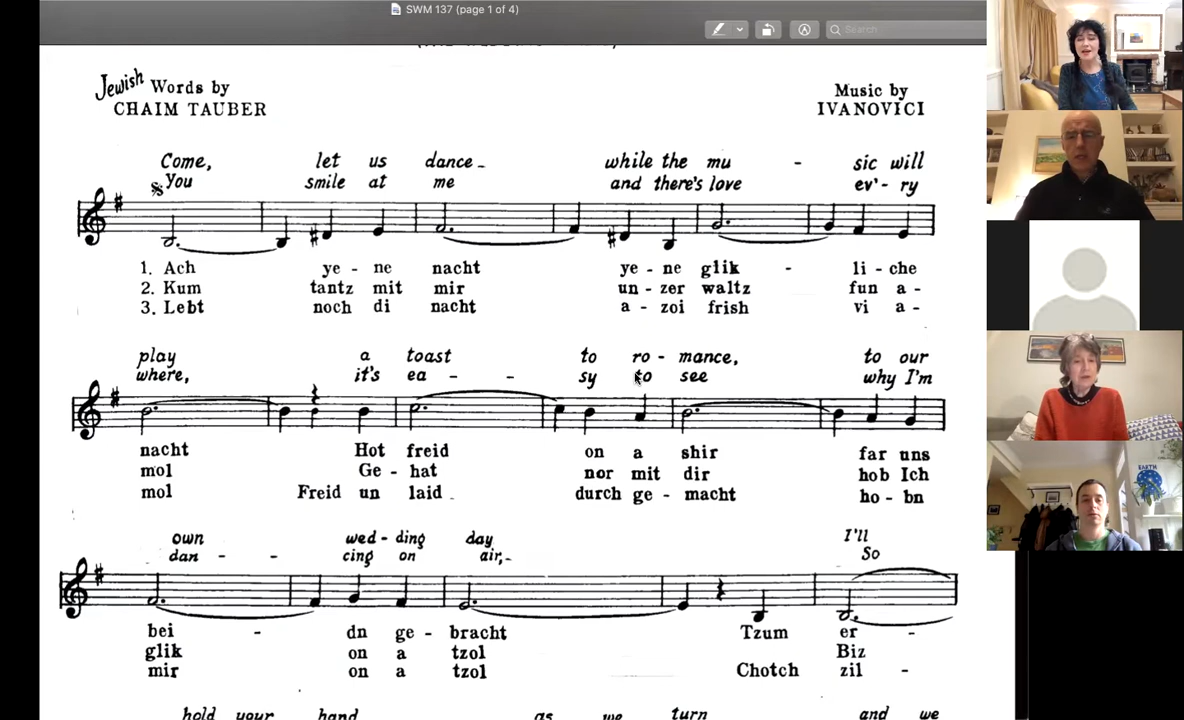 SWM 137 (page 1 of 4)
Search
Jewish Words by
CHAIM TAUBER
Music by
IVANOVICI
Come, let us dance - while the mu - sic will
You smile at me and there's love ev'- ry
1. Ach ye - ne nacht ye - ne glik - li - che
2. Kum tantz mit mir un - zer waltz fun a -
3. Lebt noch di nacht a - zoi frish vi a -
play a toast to ro - mance, to our
where, it's ea - - sy to see why I'm
nacht Hot freid on a shir far uns
mol Ge - hat nor mit dir hob Ich
mol Freid un laid durch ge - macht ho - bn
own wed - ding day I'll
dan - - cing on air, - So
bei - dn ge - bracht Tzum er -
glik on a tzol Biz
mir on a tzol Chotch zil -
hold your hand as we turn and we
EARTH